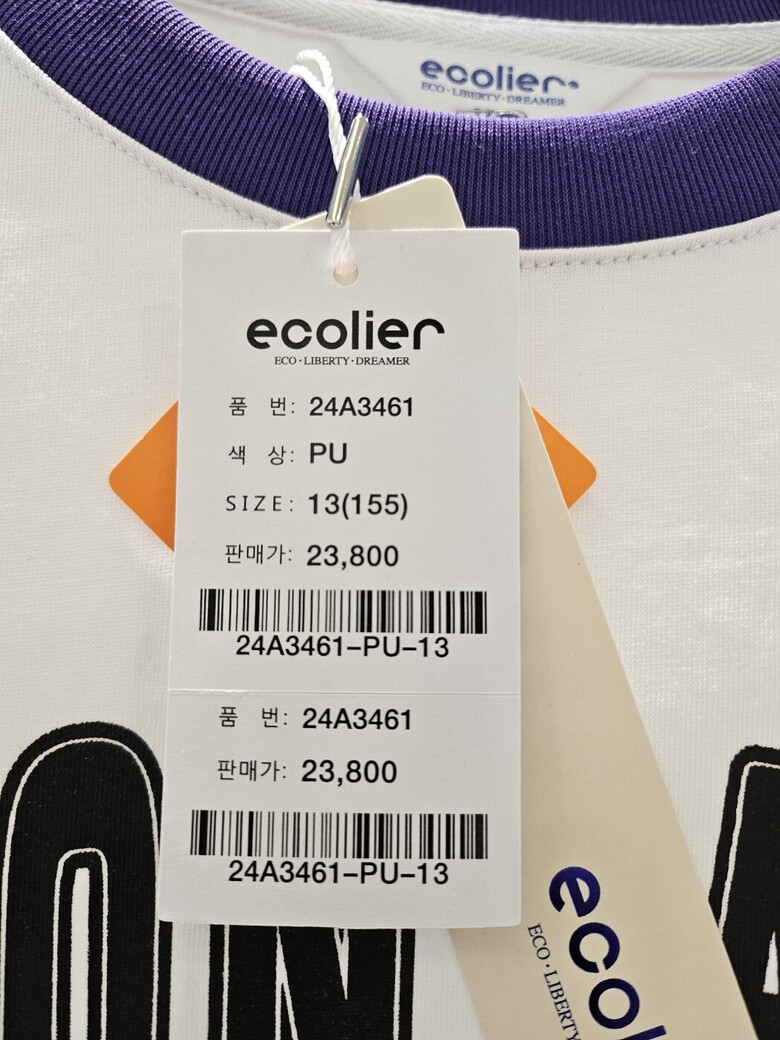 ecolier
ECO·LIBERTY·DREAMER
ecolier
ECO·LIBERTY·DREAMER
품 번: 24A3461
색 상: PU
SIZE: 13(155)
판매가: 23,800
24A3461-PU-13
품 번: 24A3461
판매가: 23,800
24A3461-PU-13
ecol
ECO·LIBERTY
ON